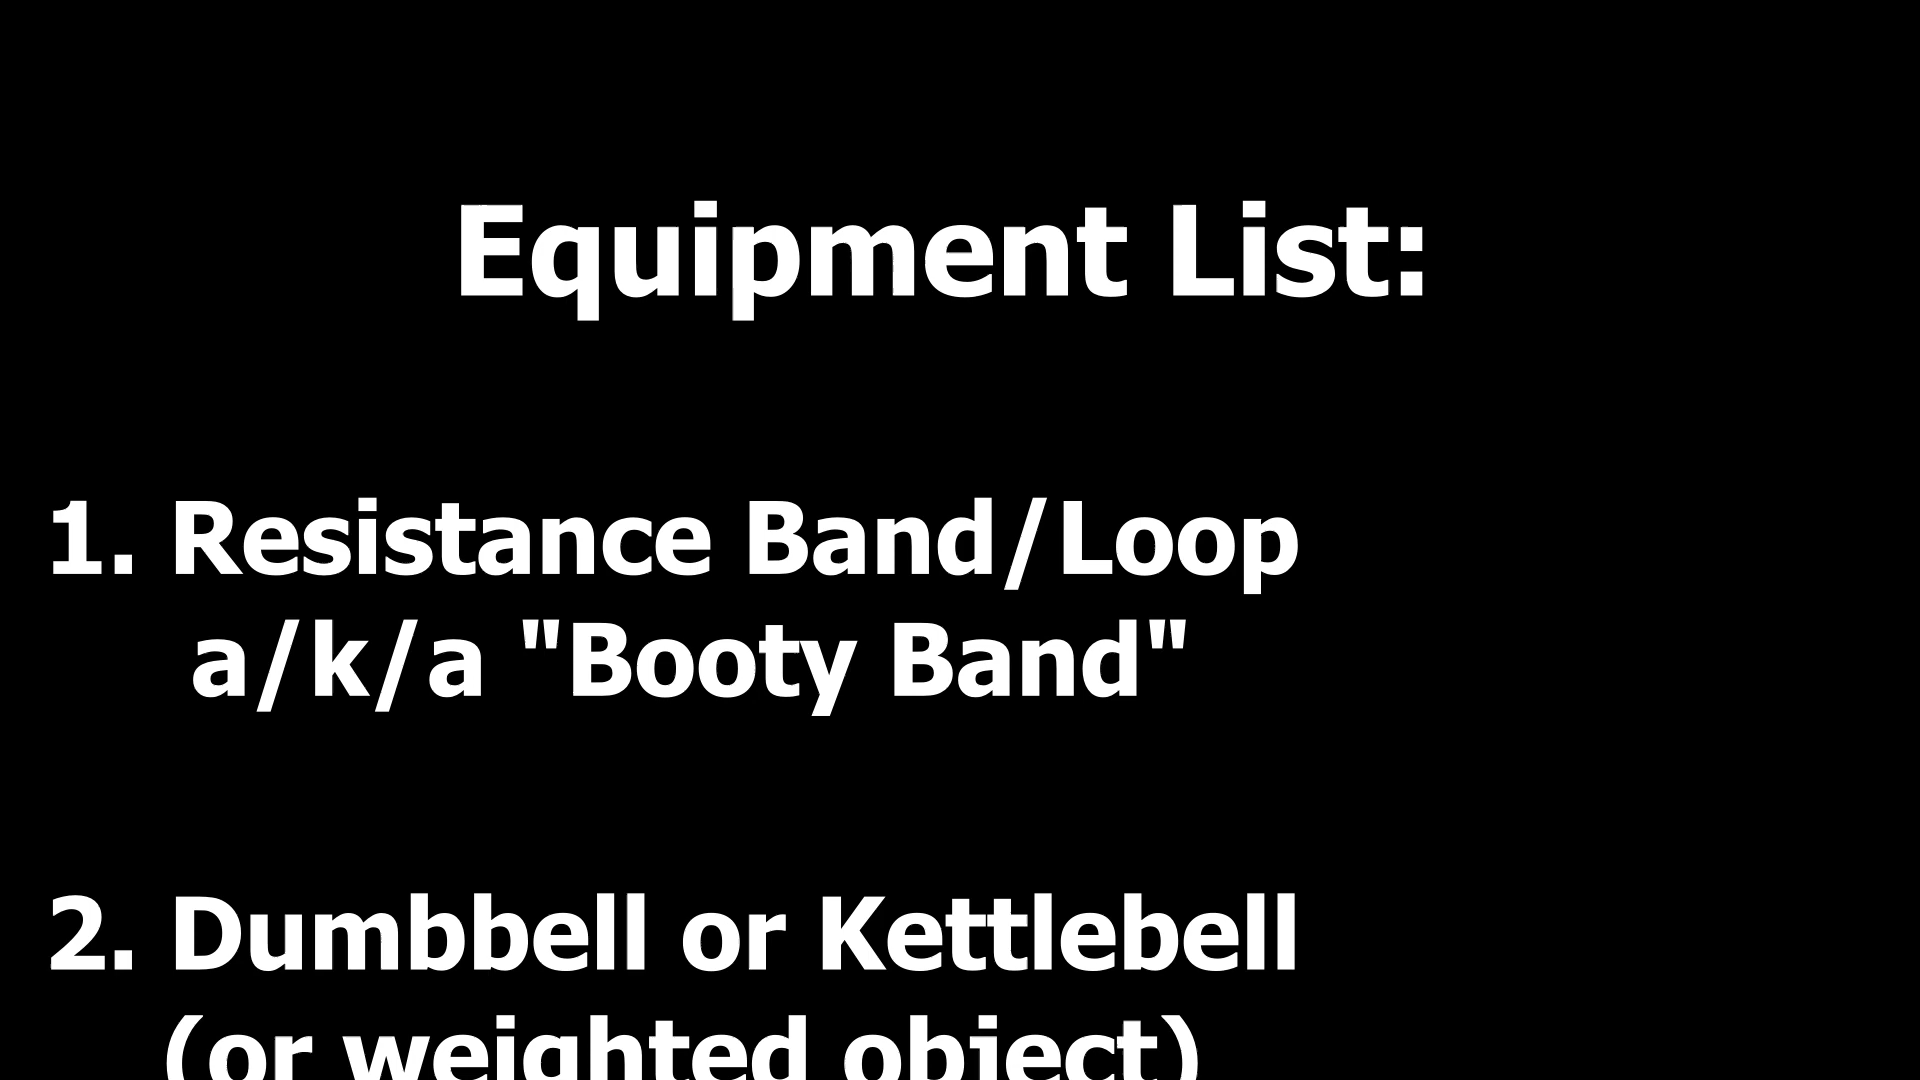 Equipment List:
1. Resistance Band/Loop
a/k/a "Booty Band"
2. Dumbbell or Kettlebell
(or weighted object)